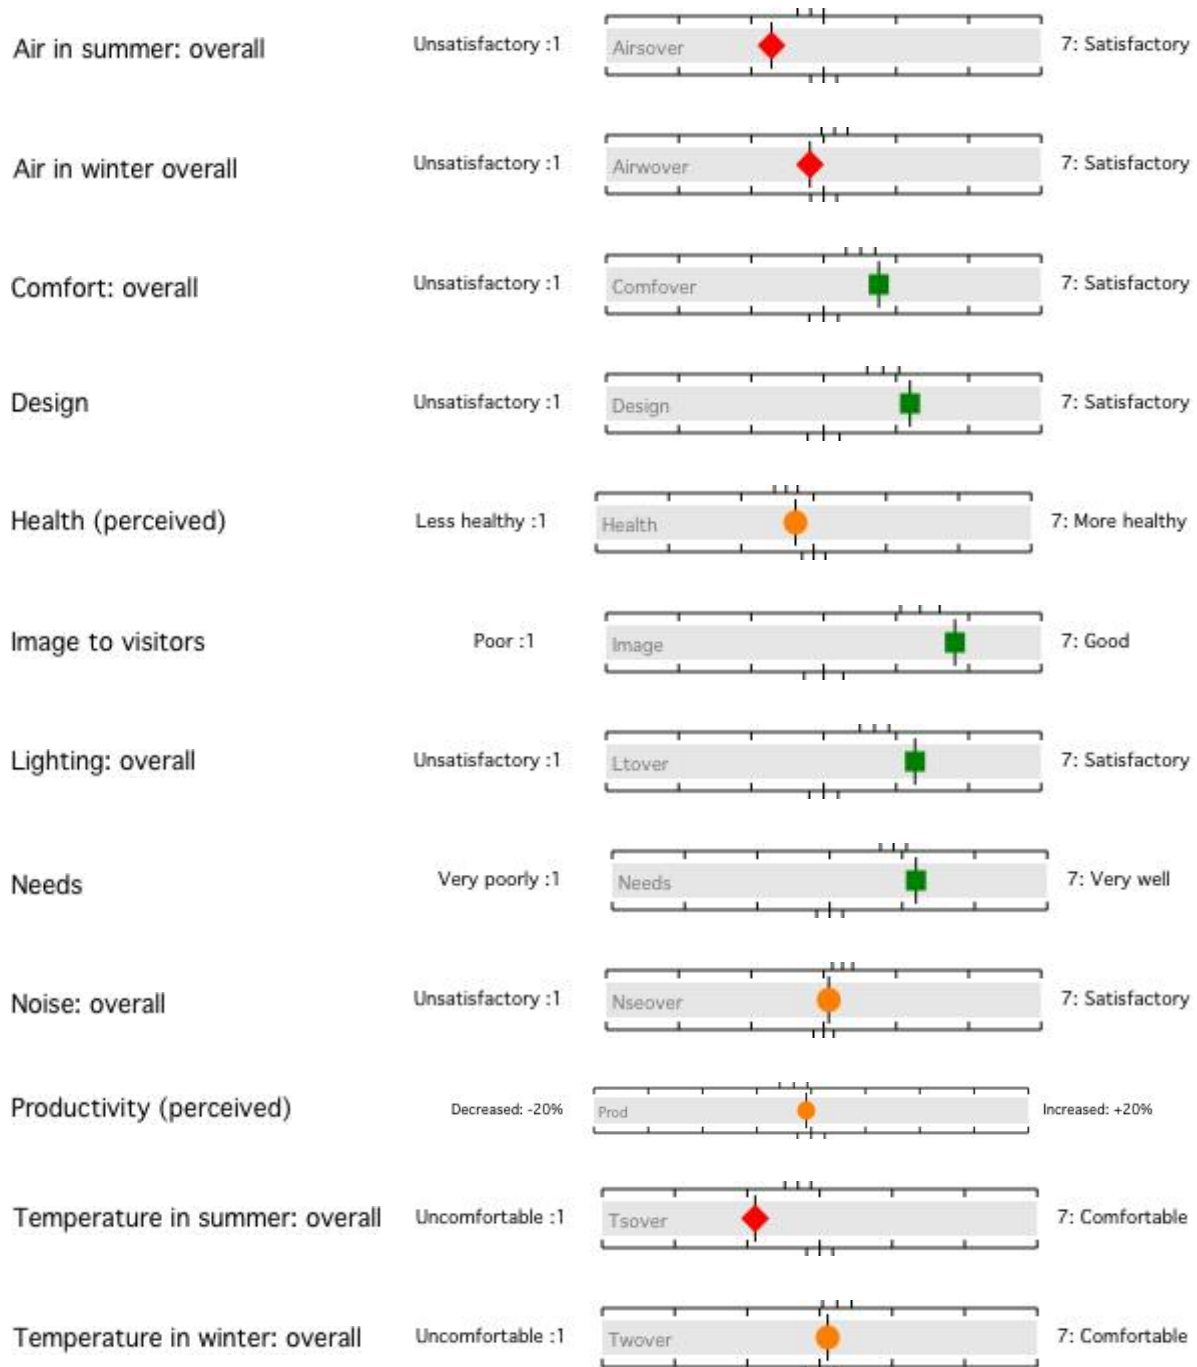 Air in summer: overall Unsatisfactory :1 Airsover 7: Satisfactory
Air in winter overall Unsatisfactory :1 Airwover 7: Satisfactory
Comfort: overall Unsatisfactory :1 Comfover 7: Satisfactory
Design Unsatisfactory :1 Design 7: Satisfactory
Health (perceived) Less healthy :1 Health 7: More healthy
Image to visitors Poor :1 Image 7: Good
Lighting: overall Unsatisfactory :1 Ltover 7: Satisfactory
Needs Very poorly :1 Needs 7: Very well
Noise: overall Unsatisfactory :1 Nseover 7: Satisfactory
Productivity (perceived) Decreased: -20% Prod Increased: +20%
Temperature in summer: overall Uncomfortable :1 Tsover 7: Comfortable
Temperature in winter: overall Uncomfortable :1 Twover 7: Comfortable